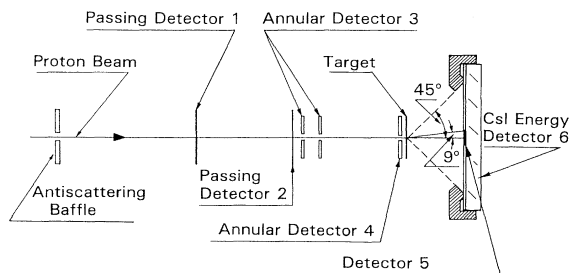 Passing Detector 1
Annular Detector 3
Proton Beam
Target
45°
CsI Energy
Detector 6
9°
Antiscattering
Baffle
Passing
Detector 2
Annular Detector 4
Detector 5